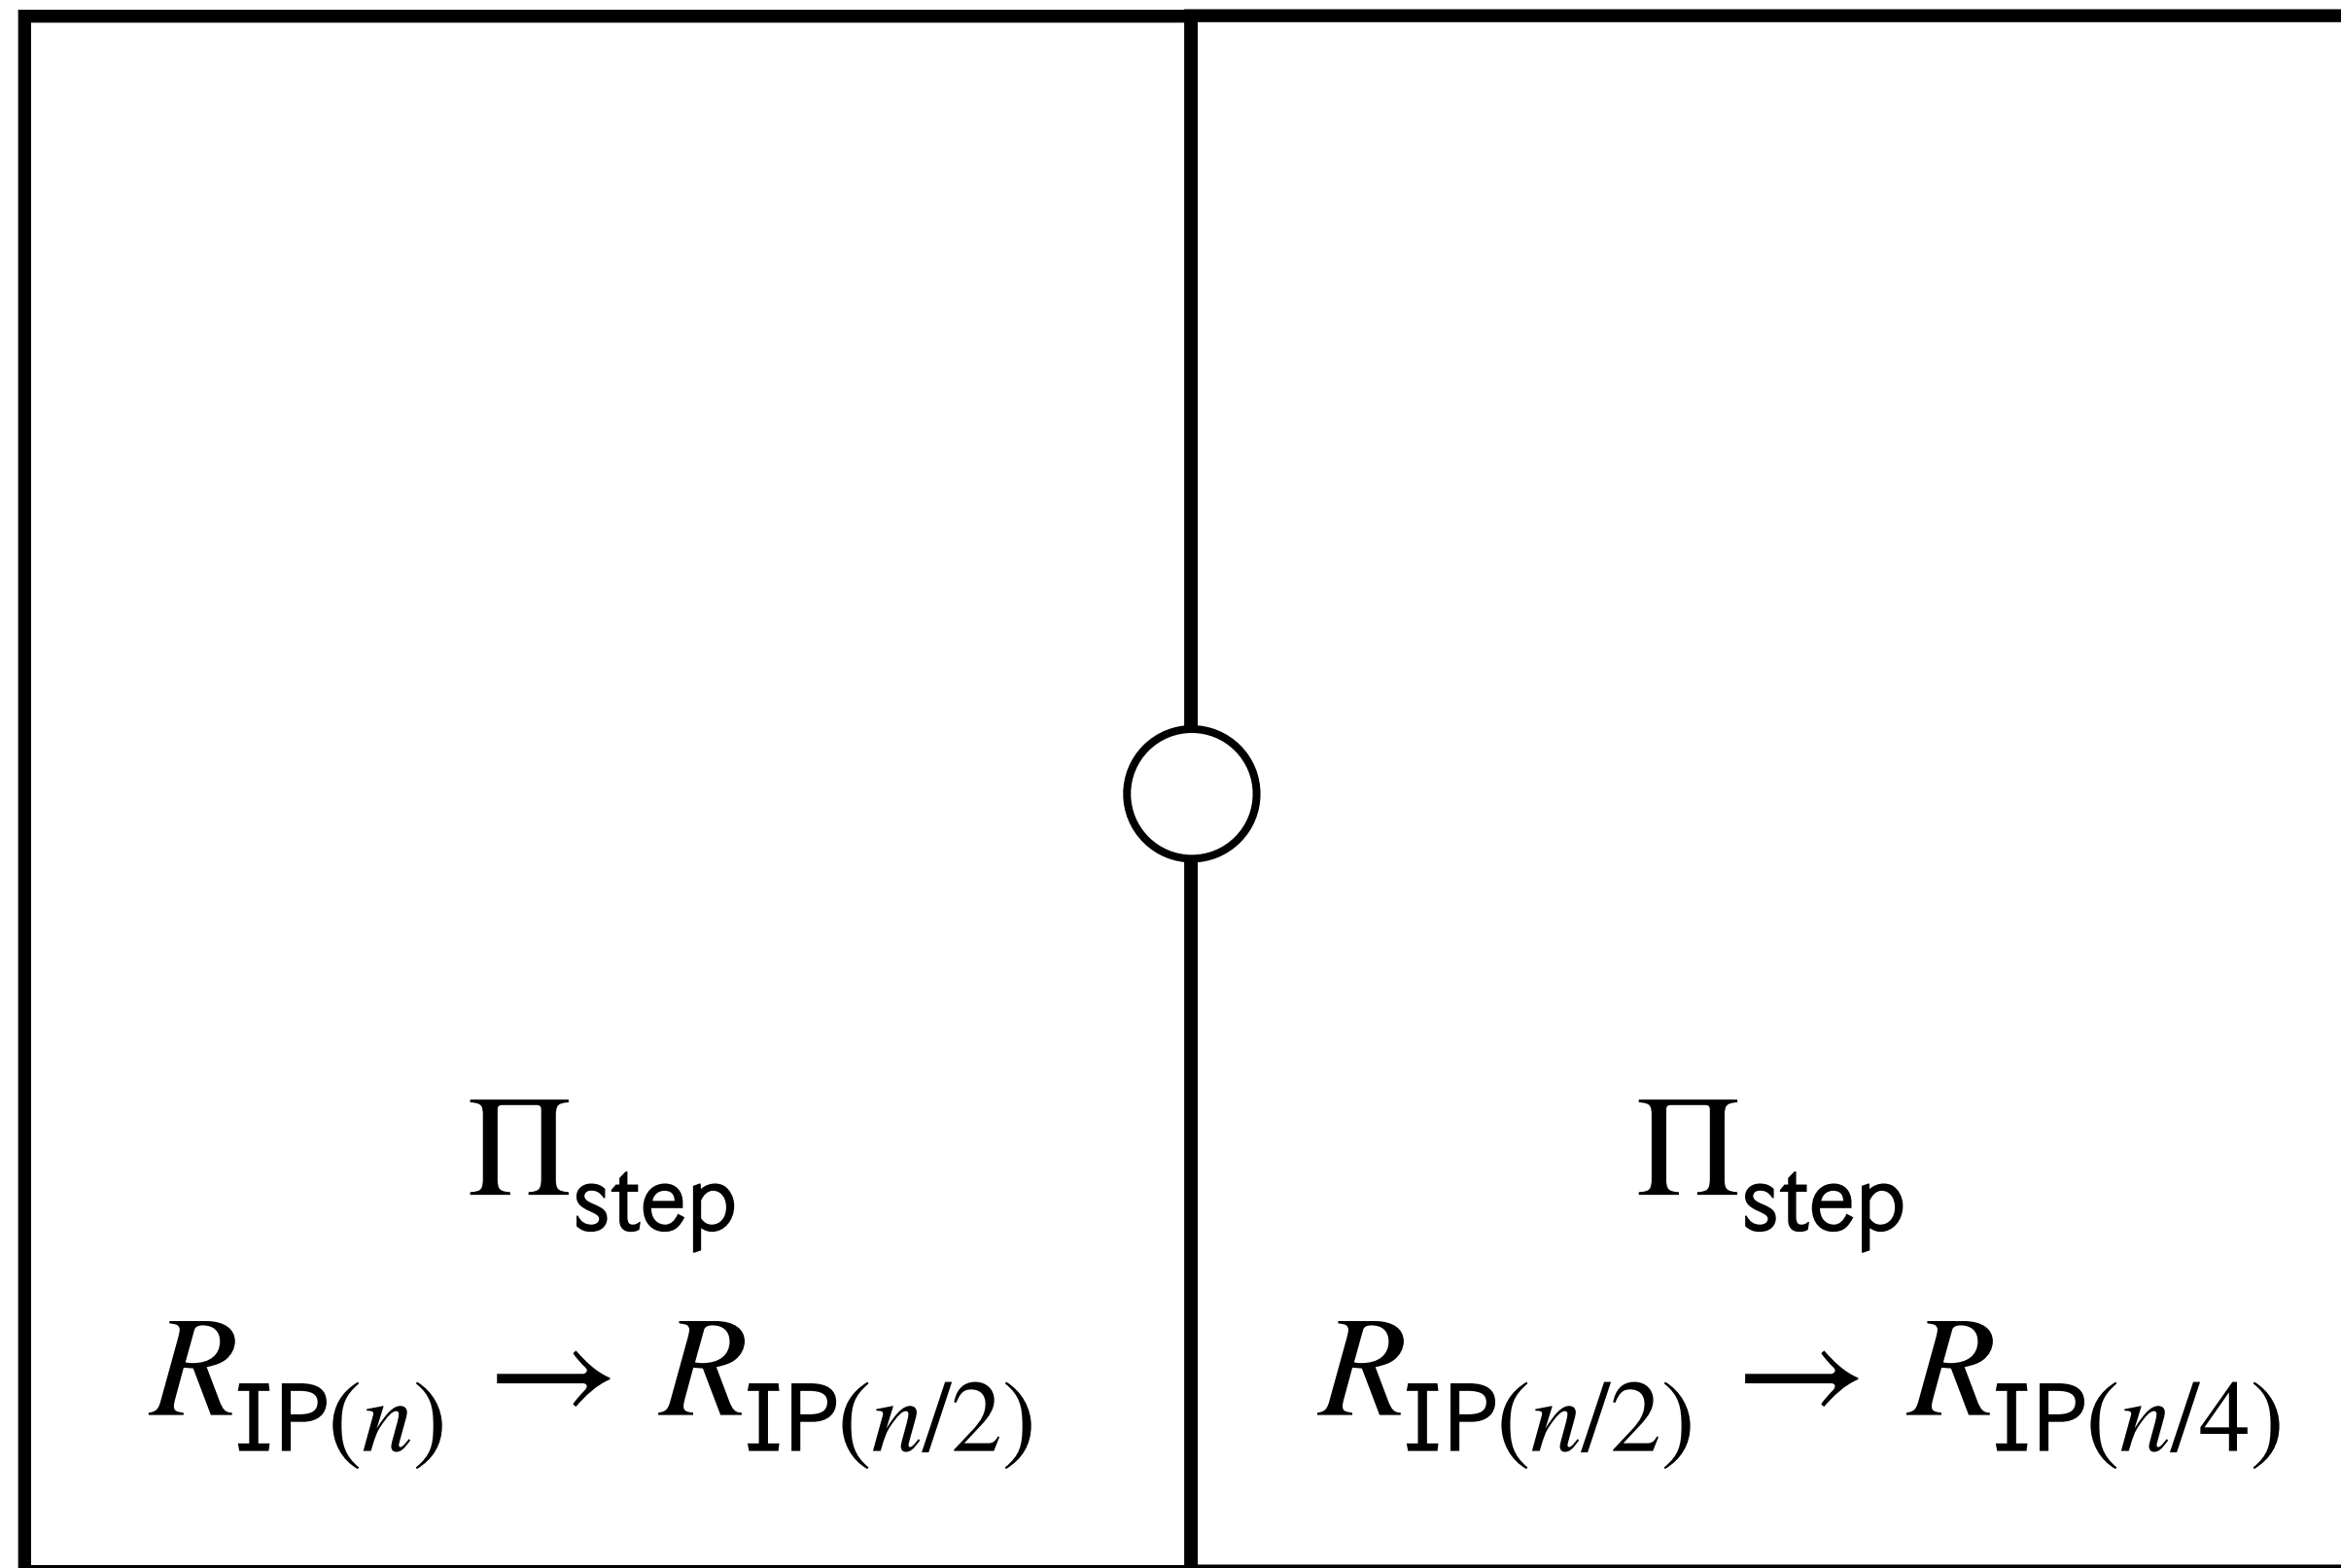 Π_step
R_IP(n) → R_IP(n/2)
Π_step
R_IP(n/2) → R_IP(n/4)